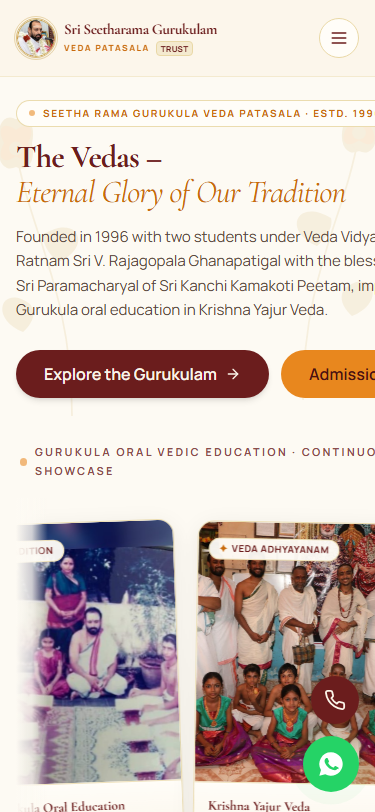 Sri Seetharama Gurukulam
VEDA PATASALA TRUST
SEETHA RAMA GURUKULA VEDA PATASALA · ESTD. 199
The Vedas –
Eternal Glory of Our Tradition
Founded in 1996 with two students under Veda Vidya
Ratnam Sri V. Rajagopala Ghanapatigal with the bless
Sri Paramacharyal of Sri Kanchi Kamakoti Peetam, im
Gurukula oral education in Krishna Yajur Veda.
Explore the Gurukulam →
Admissio
GURUKULA ORAL VEDIC EDUCATION · CONTINUO
SHOWCASE
DITION
✦ VEDA ADHYAYANAM
ula Oral Education
Krishna Yajur Veda